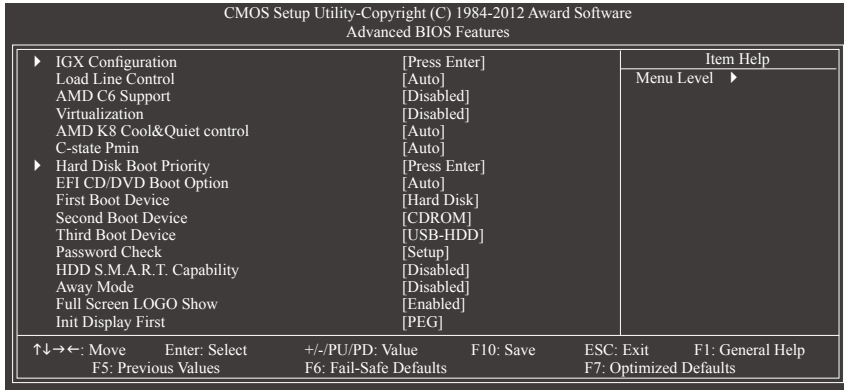 CMOS Setup Utility-Copyright (C) 1984-2012 Award Software
Advanced BIOS Features
▶ IGX Configuration [Press Enter] Item Help
Load Line Control [Auto] Menu Level ▶
AMD C6 Support [Disabled]
Virtualization [Disabled]
AMD K8 Cool&Quiet control [Auto]
C-state Pmin [Auto]
▶ Hard Disk Boot Priority [Press Enter]
EFI CD/DVD Boot Option [Auto]
First Boot Device [Hard Disk]
Second Boot Device [CDROM]
Third Boot Device [USB-HDD]
Password Check [Setup]
HDD S.M.A.R.T. Capability [Disabled]
Away Mode [Disabled]
Full Screen LOGO Show [Enabled]
Init Display First [PEG]
↑↓→←: Move Enter: Select +/-/PU/PD: Value F10: Save ESC: Exit F1: General Help
F5: Previous Values F6: Fail-Safe Defaults F7: Optimized Defaults